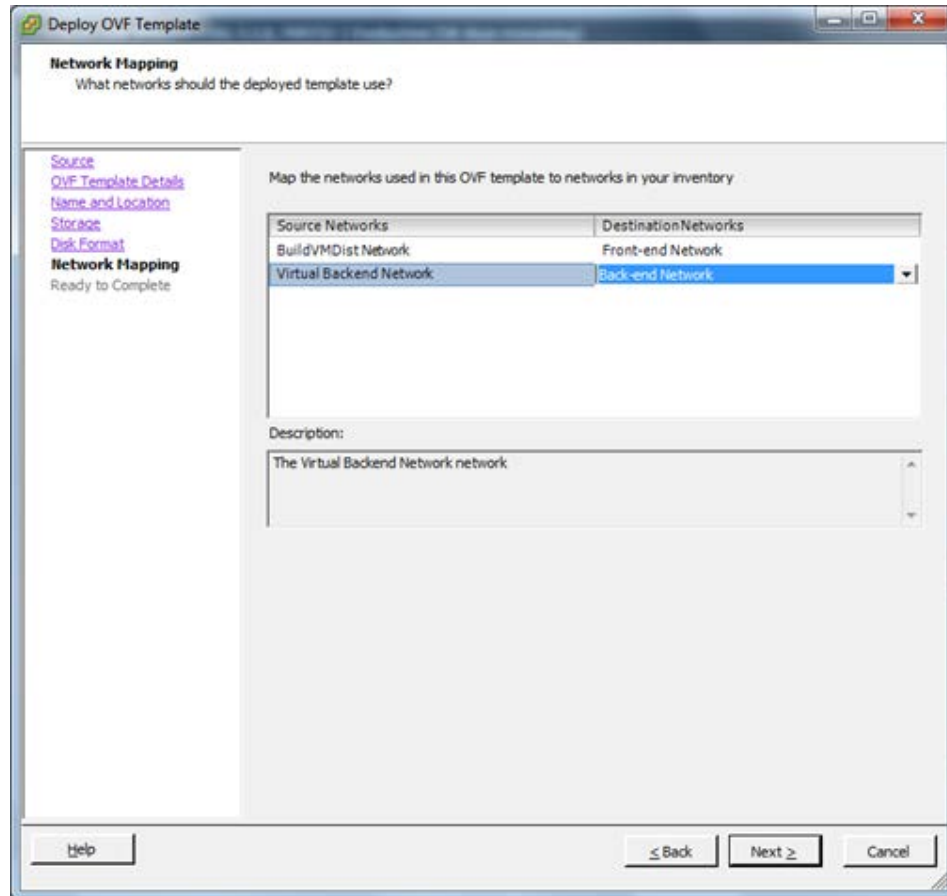 Deploy OVF Template
Network Mapping
What networks should the deployed template use?
Source
OVF Template Details
Name and Location
Storage
Disk Format
Network Mapping
Ready to Complete
Map the networks used in this OVF template to networks in your inventory
Source Networks DestinationNetworks
BuildVMDist Network Front-end Network
Virtual Backend Network Back-end Network
Description:
The Virtual Backend Network network
Help
< Back Next > Cancel